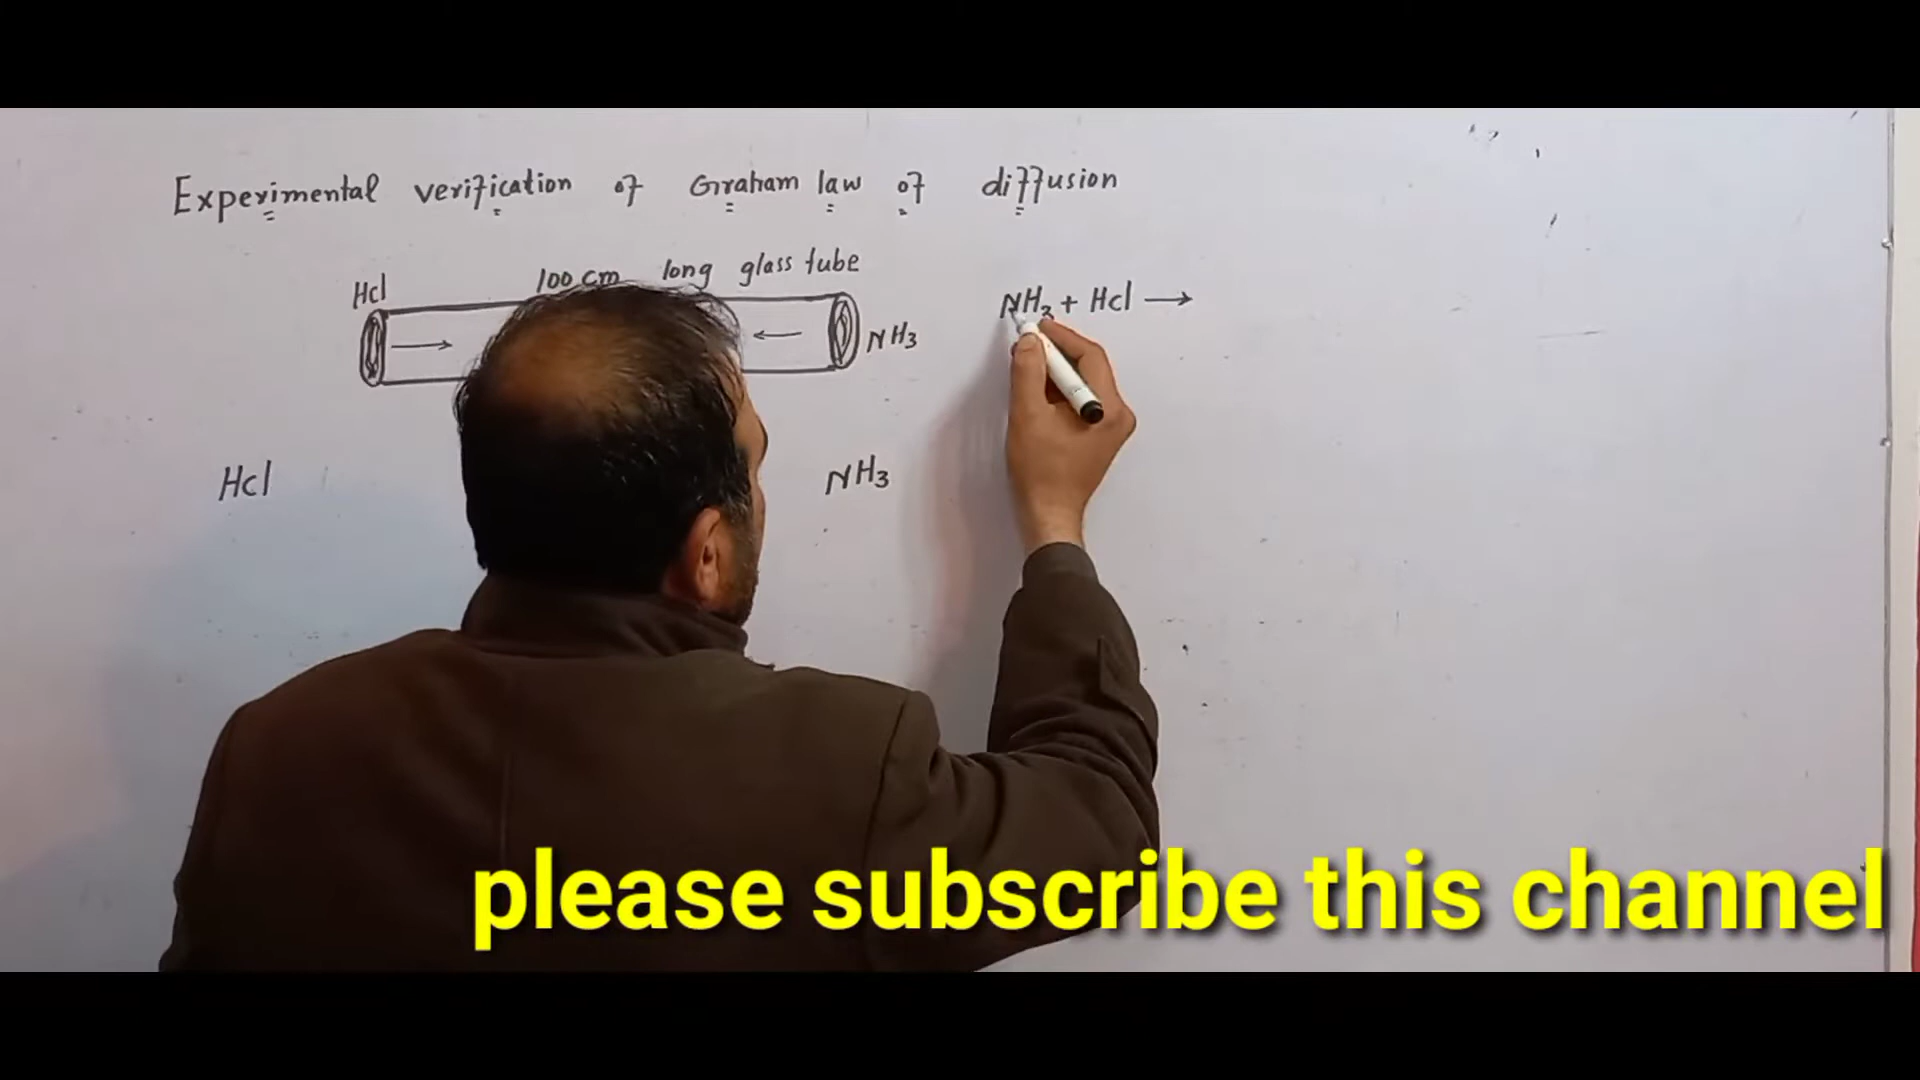 Experimental verification of Graham law of diffusion
100 cm long glass tube
Hcl
NH3
NH3 + Hcl →
Hcl
NH3
please subscribe this channel